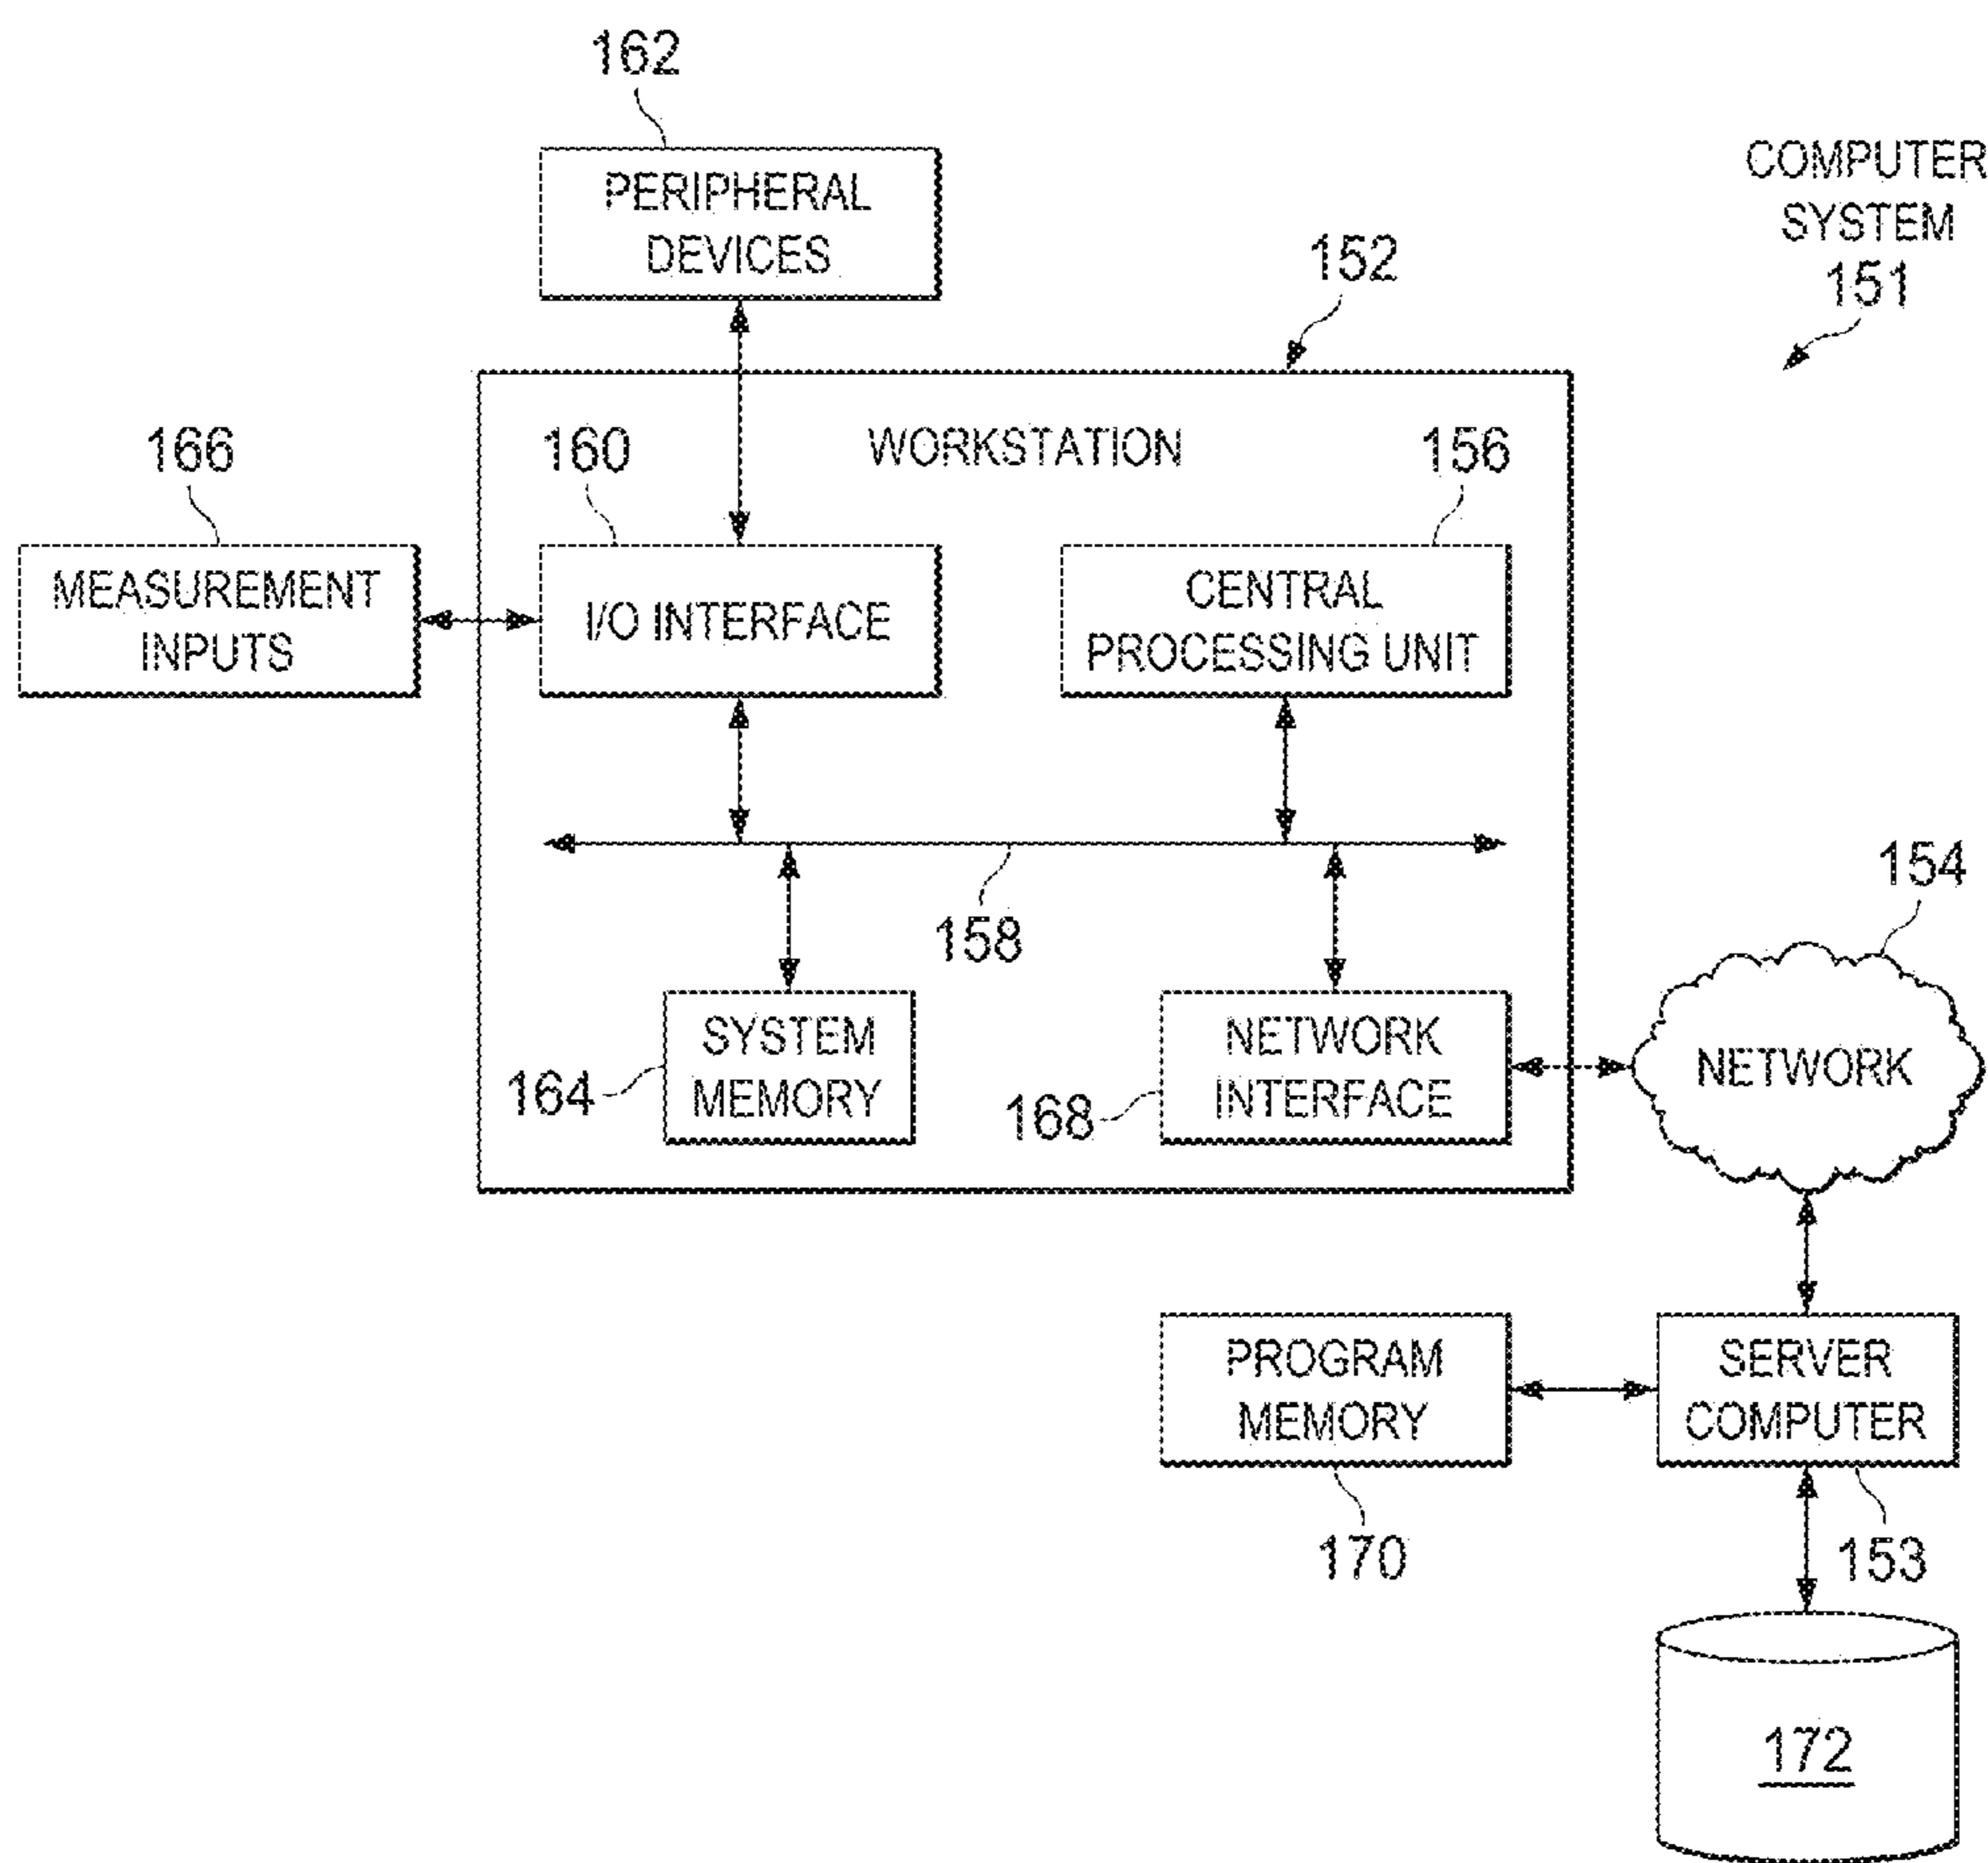 162
PERIPHERAL
DEVICES
COMPUTER
SYSTEM
151
152
WORKSTATION
166
160
156
MEASUREMENT
INPUTS
I/O INTERFACE
CENTRAL
PROCESSING UNIT
158
154
SYSTEM
MEMORY
164
NETWORK
INTERFACE
168
NETWORK
PROGRAM
MEMORY
170
SERVER
COMPUTER
153
172